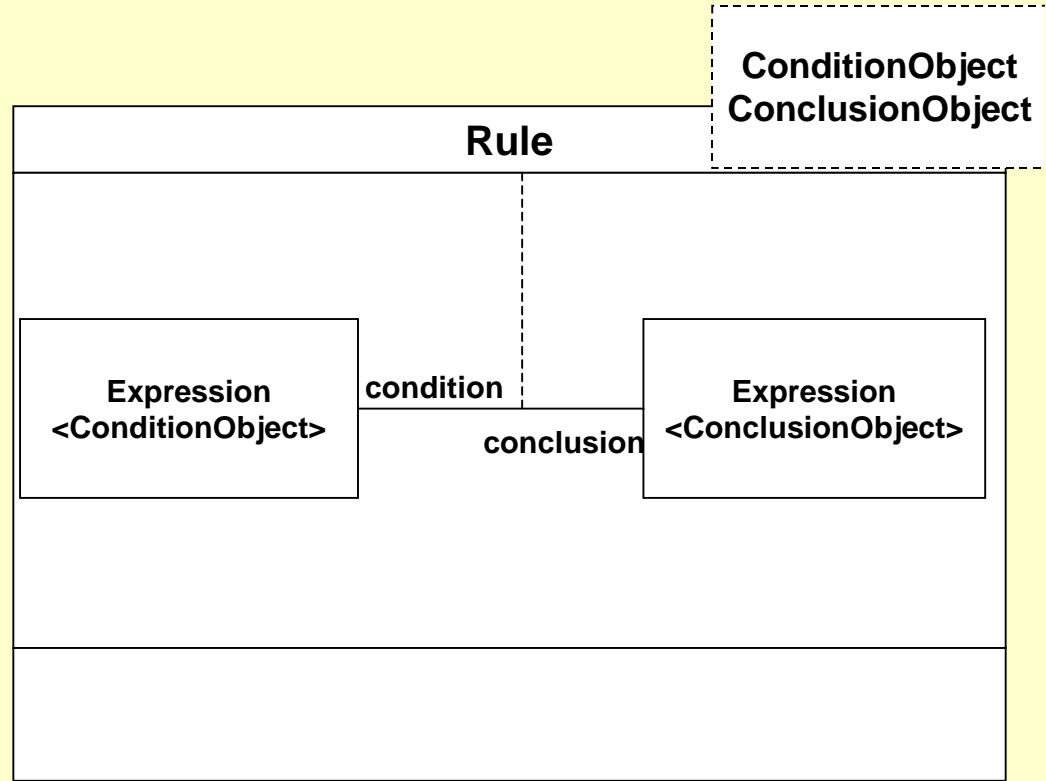 ConditionObject
ConclusionObject
Rule
Expression
<ConditionObject>
condition
conclusion
Expression
<ConclusionObject>